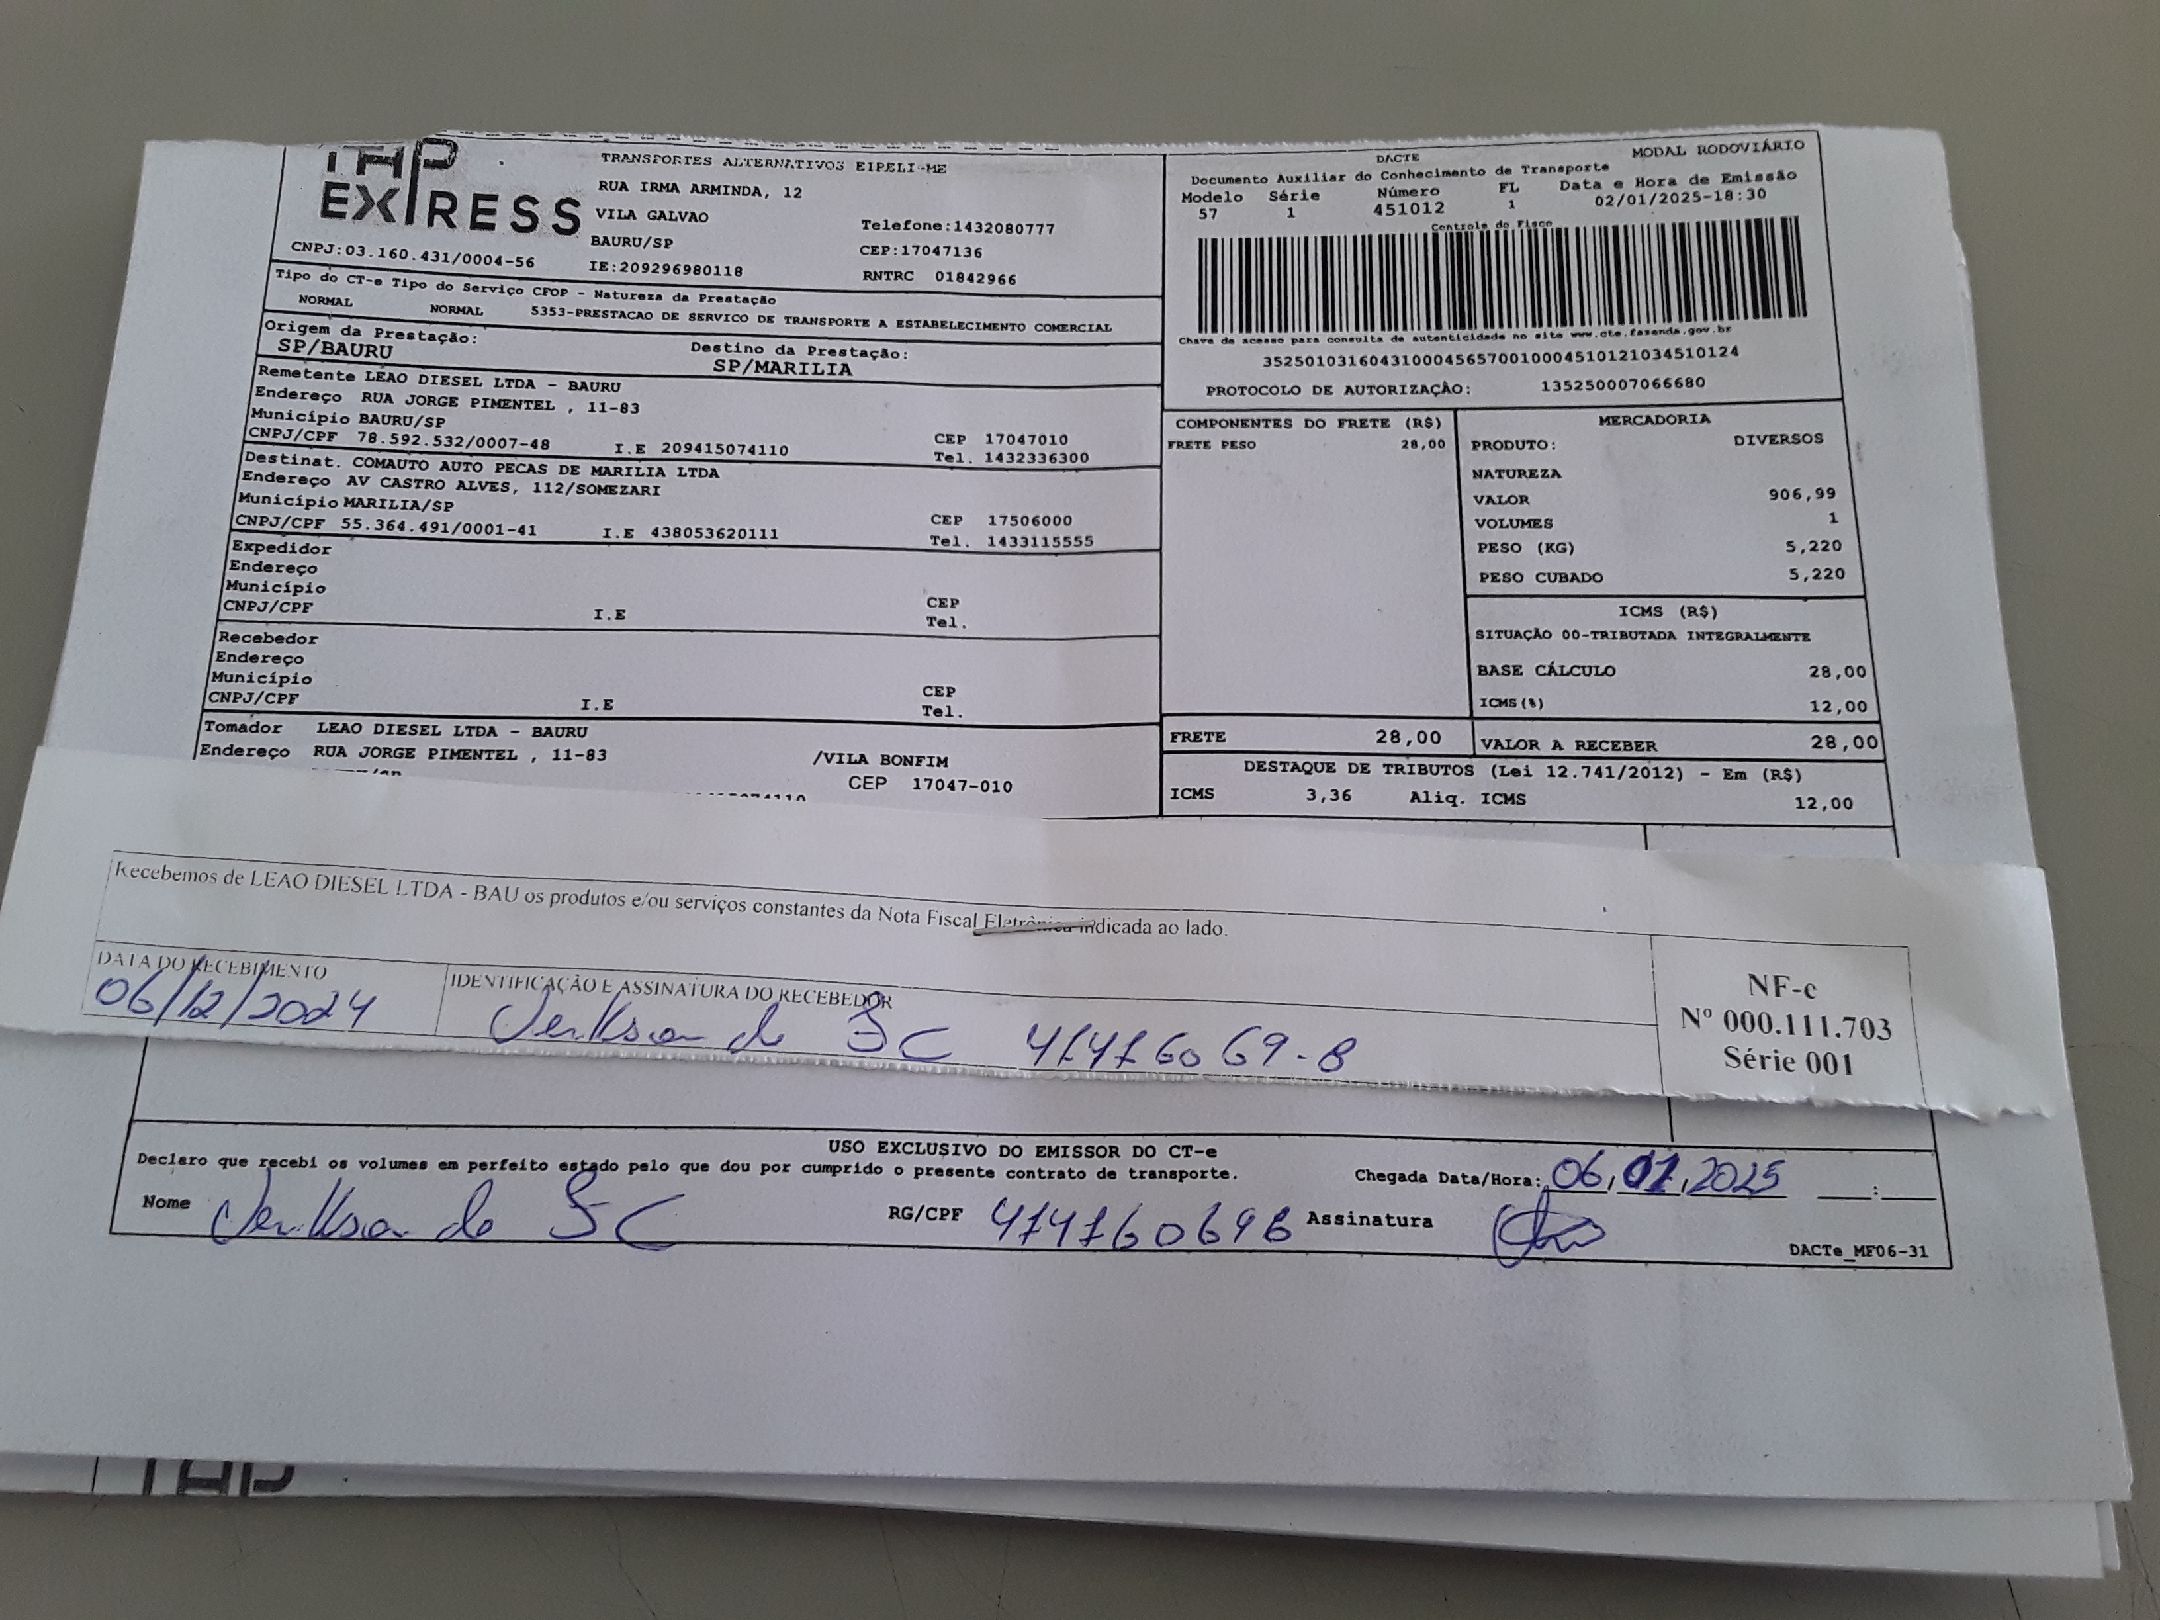 TAP
EXPRESS
TRANSPORTES ALTERNATIVOS EIPELI-ME
RUA IRMA ARMINDA, 12
VILA GALVAO
Telefone:1432080777
BAURU/SP
CEP:17047136
CNPJ:03.160.431/0004-56
IE:209296980118
RNTRC 01842966
DACTE
MODAL RODOVIÁRIO
Documento Auxiliar do Conhecimento de Transporte
Modelo Série Número FL Data e Hora de Emissão
57 1 451012 1 02/01/2025-18:30
Controle do Fisco
Chave de acesso para consulta de autenticidade no site www.cte.fazenda.gov.br
35250103160431000456570010004510121034510124
PROTOCOLO DE AUTORIZAÇÃO: 135250007066680
Tipo do CT-e Tipo do Serviço CFOP - Natureza da Prestação
NORMAL NORMAL 5353-PRESTACAO DE SERVICO DE TRANSPORTE A ESTABELECIMENTO COMERCIAL
Origem da Prestação: Destino da Prestação:
SP/BAURU SP/MARILIA
Remetente LEAO DIESEL LTDA - BAURU
Endereço RUA JORGE PIMENTEL , 11-83
Município BAURU/SP CEP 17047010
CNPJ/CPF 78.592.532/0007-48 I.E 209415074110 Tel. 1432336300
Destinat. COMAUTO AUTO PECAS DE MARILIA LTDA
Endereço AV CASTRO ALVES, 112/SOMEZARI
Município MARILIA/SP CEP 17506000
CNPJ/CPF 55.364.491/0001-41 I.E 438053620111 Tel. 1433115555
Expedidor
Endereço
Município CEP
CNPJ/CPF I.E Tel.
Recebedor
Endereço
Município CEP
CNPJ/CPF I.E Tel.
Tomador LEAO DIESEL LTDA - BAURU
Endereço RUA JORGE PIMENTEL , 11-83 /VILA BONFIM
CEP 17047-010
COMPONENTES DO FRETE (R$)
FRETE PESO 28,00
MERCADORIA
PRODUTO: DIVERSOS
NATUREZA
VALOR 906,99
VOLUMES 1
PESO (KG) 5,220
PESO CUBADO 5,220
ICMS (R$)
SITUAÇÃO 00-TRIBUTADA INTEGRALMENTE
BASE CÁLCULO 28,00
ICMS(%) 12,00
FRETE 28,00 VALOR A RECEBER 28,00
DESTAQUE DE TRIBUTOS (Lei 12.741/2012) - Em (R$)
ICMS 3,36 Aliq. ICMS 12,00
Recebemos de LEAO DIESEL LTDA - BAU os produtos e/ou serviços constantes da Nota Fiscal Eletrônica indicada ao lado.
DATA DO RECEBIMENTO IDENTIFICAÇÃO E ASSINATURA DO RECEBEDOR
06/12/2024
NF-e
Nº 000.111.703
Série 001
USO EXCLUSIVO DO EMISSOR DO CT-e
Declaro que recebi os volumes em perfeito estado pelo que dou por cumprido o presente contrato de transporte. Chegada Data/Hora: 06,01,2025 :
Nome RG/CPF Assinatura
DACTe_MF06-31
TAP